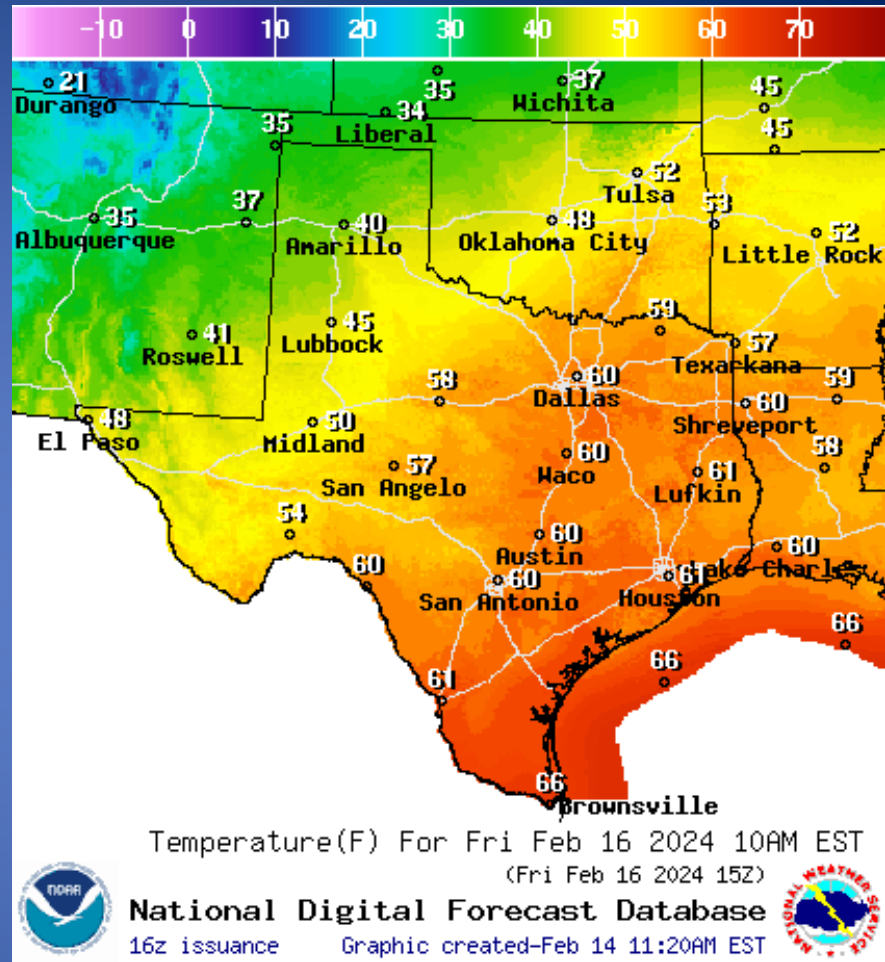 -10 0 10 20 30 40 50 60 70
21
Durango
35
37
Wichita
45
34
Liberal
35
45
52
Tulsa
35
Albuquerque
37
40
Amarillo
48
Oklahoma City
53
52
Little Rock
41
Roswell
45
Lubbock
59
57
Texarkana
60
Dallas
58
59
60
Shreveport
48
El Paso
50
Midland
57
San Angelo
60
Waco
61
Lufkin
58
54
60
Austin
60
Lake Charles
60
60
San Antonio
61
Houston
66
66
61
66
Brownsville
Temperature(F) For Fri Feb 16 2024 10AM EST
(Fri Feb 16 2024 15Z)
National Digital Forecast Database
16z issuance Graphic created-Feb 14 11:20AM EST
NOAA
NATIONAL WEATHER SERVICE